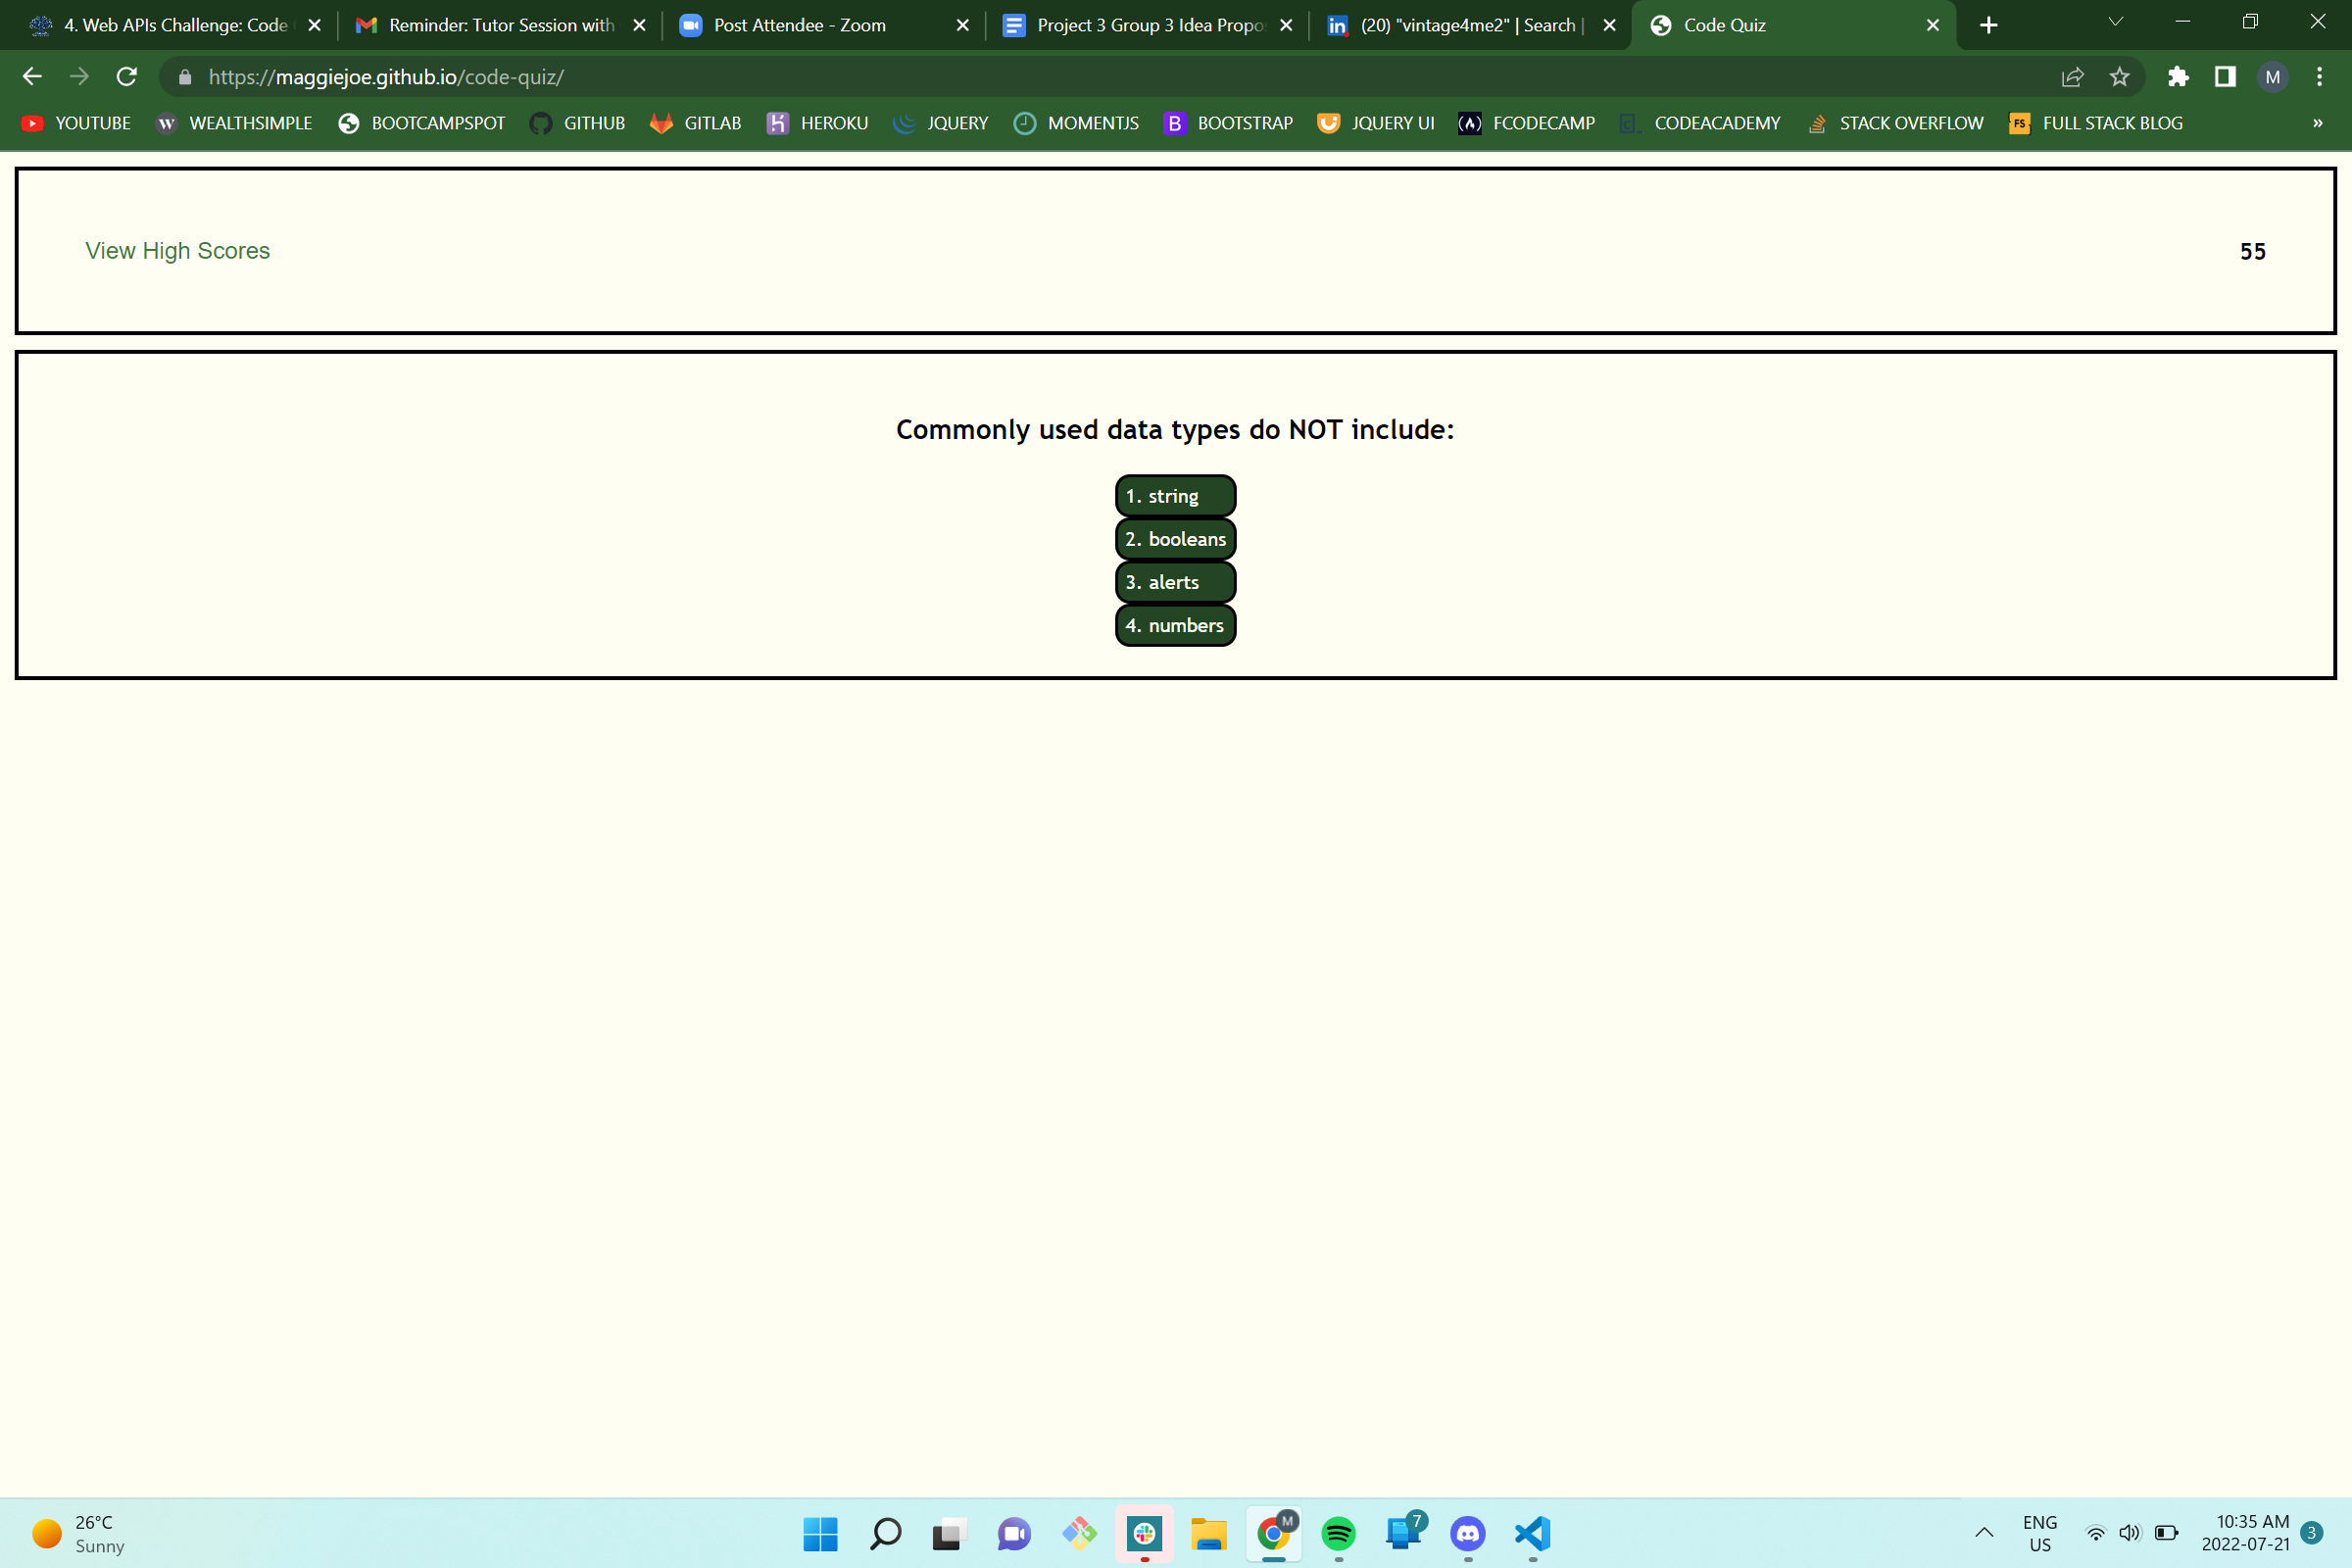 4. Web APIs Challenge: Code
Reminder: Tutor Session with
Post Attendee - Zoom
Project 3 Group 3 Idea Propo
(20) "vintage4me2" | Search |
Code Quiz
https://maggiejoe.github.io/code-quiz/
M
YOUTUBE
W WEALTHSIMPLE
BOOTCAMPSPOT
GITHUB
GITLAB
HEROKU
JQUERY
MOMENTJS
B BOOTSTRAP
JQUERY UI
FCODECAMP
CODEACADEMY
STACK OVERFLOW
FS FULL STACK BLOG
»
View High Scores
55
Commonly used data types do NOT include:
1. string
2. booleans
3. alerts
4. numbers
26°C
Sunny
M
7
ENG
US
10:35 AM
2022-07-21
3